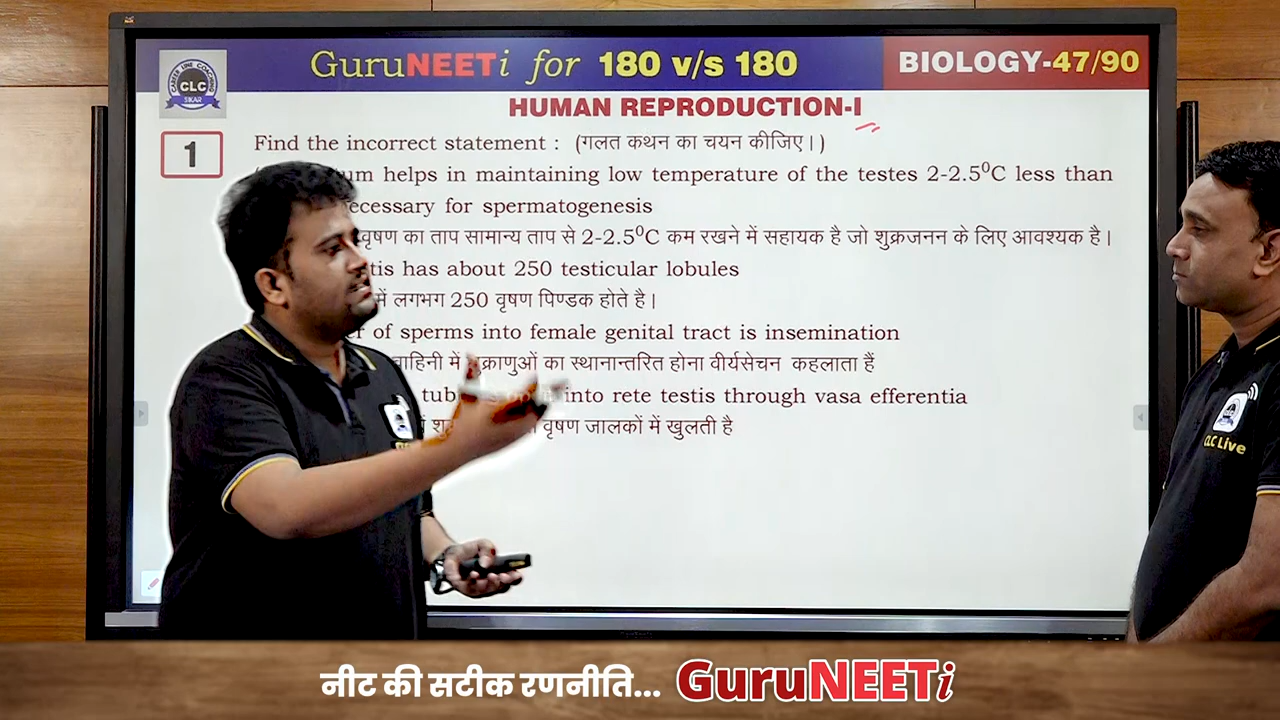 GuruNEETi for 180 v/s 180
BIOLOGY-47/90
CAREER LINE COACHING
CLC
SIKAR
HUMAN REPRODUCTION-I
1
Find the incorrect statement : (गलत कथन का चयन कीजिए।)
helps in maintaining low temperature of the testes 2-2.5⁰C less than
necessary for spermatogenesis
वृषण का ताप सामान्य ताप से 2-2.5⁰C कम रखने में सहायक है जो शुक्रजनन के लिए आवश्यक है।
has about 250 testicular lobules
में लगभग 250 वृषण पिण्डक होते है।
of sperms into female genital tract is insemination
में शुक्राणुओं का स्थानान्तरित होना वीर्यसेचन कहलाता हैं
into rete testis through vasa efferentia
वृषण जालकों में खुलती है
CLC Live
नीट की सटीक रणनीति... GuruNEETi